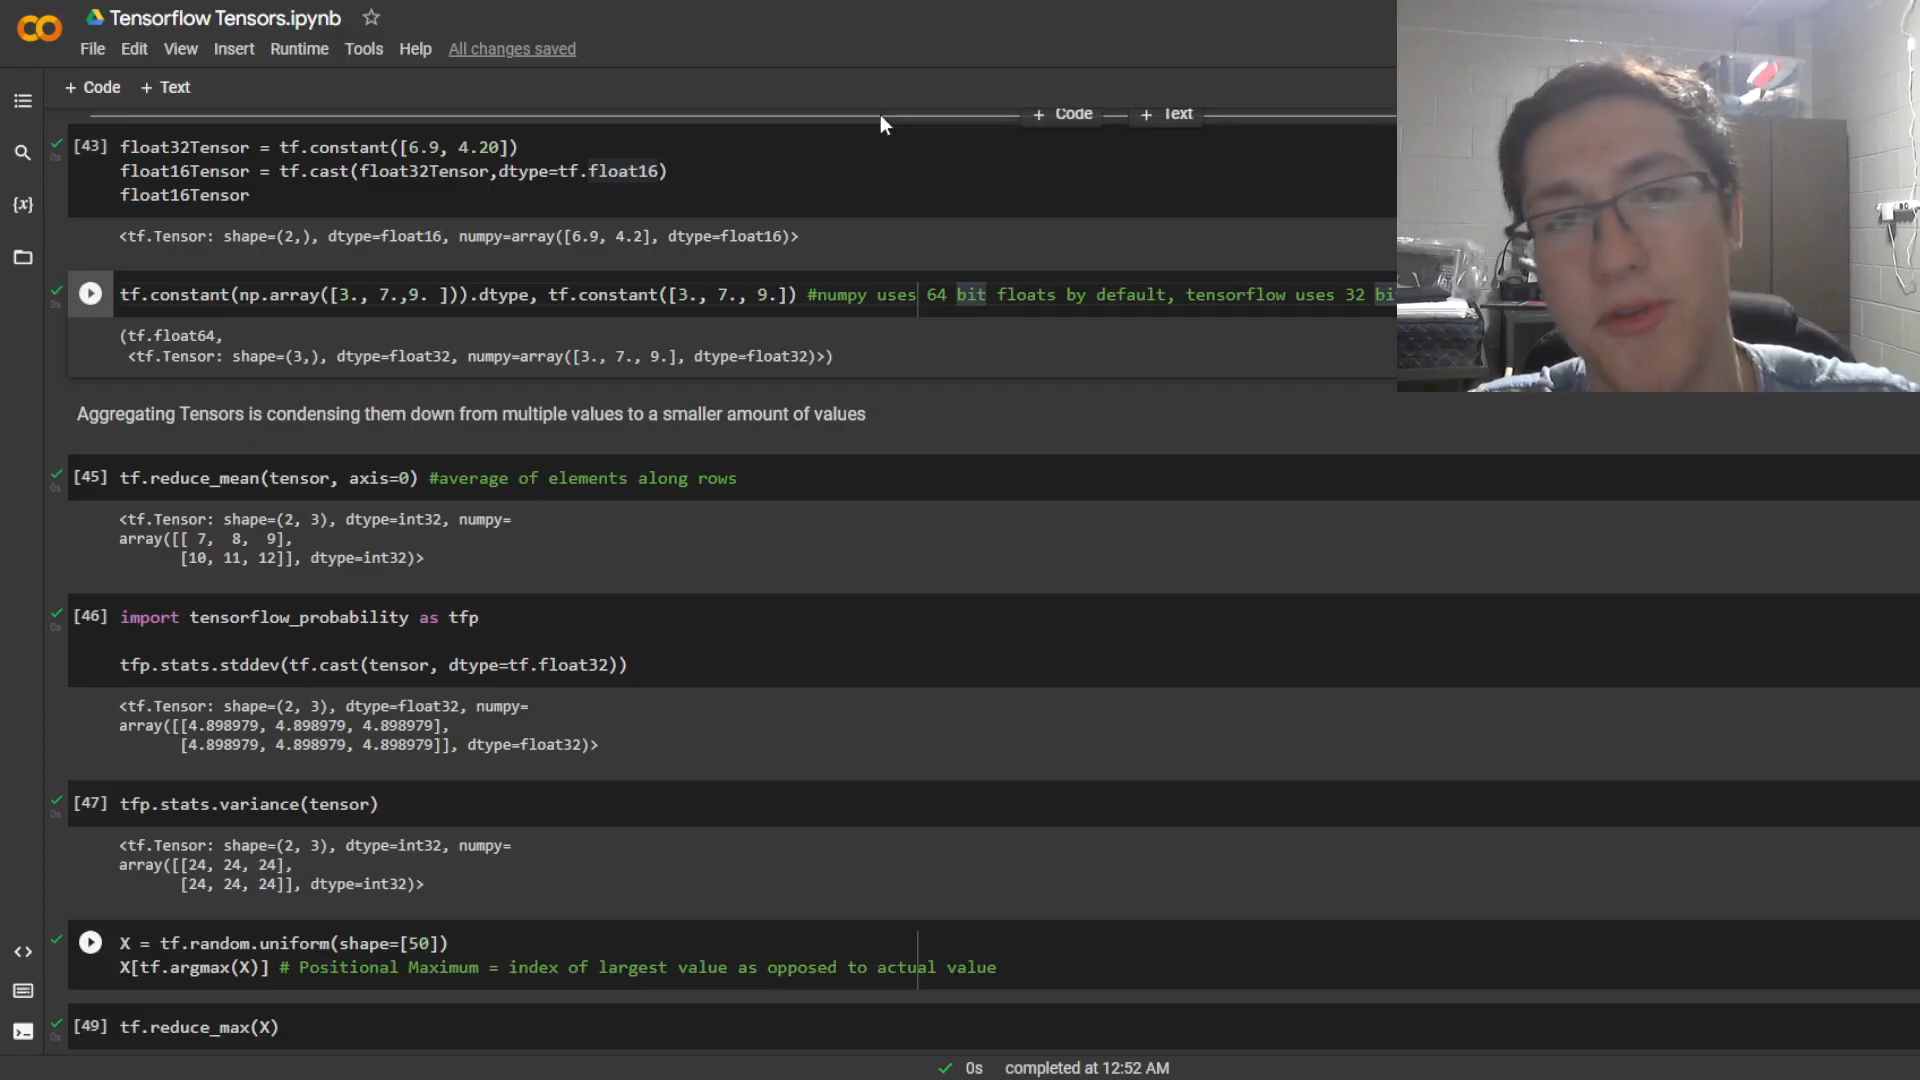 Tensorflow Tensors.ipynb
File Edit View Insert Runtime Tools Help All changes saved
+ Code + Text
+ Code + Text
[43] float32Tensor = tf.constant([6.9, 4.20])
float16Tensor = tf.cast(float32Tensor,dtype=tf.float16)
float16Tensor
0s
<tf.Tensor: shape=(2,), dtype=float16, numpy=array([6.9, 4.2], dtype=float16)>
tf.constant(np.array([3., 7.,9. ])).dtype, tf.constant([3., 7., 9.]) #numpy uses 64 bit floats by default, tensorflow uses 32
0s
(tf.float64,
<tf.Tensor: shape=(3,), dtype=float32, numpy=array([3., 7., 9.], dtype=float32)>)
Aggregating Tensors is condensing them down from multiple values to a smaller amount of values
[45] tf.reduce_mean(tensor, axis=0) #average of elements along rows
0s
<tf.Tensor: shape=(2, 3), dtype=int32, numpy=
array([[ 7, 8, 9],
[10, 11, 12]], dtype=int32)>
[46] import tensorflow_probability as tfp
0s
tfp.stats.stddev(tf.cast(tensor, dtype=tf.float32))
<tf.Tensor: shape=(2, 3), dtype=float32, numpy=
array([[4.898979, 4.898979, 4.898979],
[4.898979, 4.898979, 4.898979]], dtype=float32)>
[47] tfp.stats.variance(tensor)
0s
<tf.Tensor: shape=(2, 3), dtype=int32, numpy=
array([[24, 24, 24],
[24, 24, 24]], dtype=int32)>
X = tf.random.uniform(shape=[50])
X[tf.argmax(X)] # Positional Maximum = index of largest value as opposed to actual value
[49] tf.reduce_max(X)
0s
0s completed at 12:52 AM